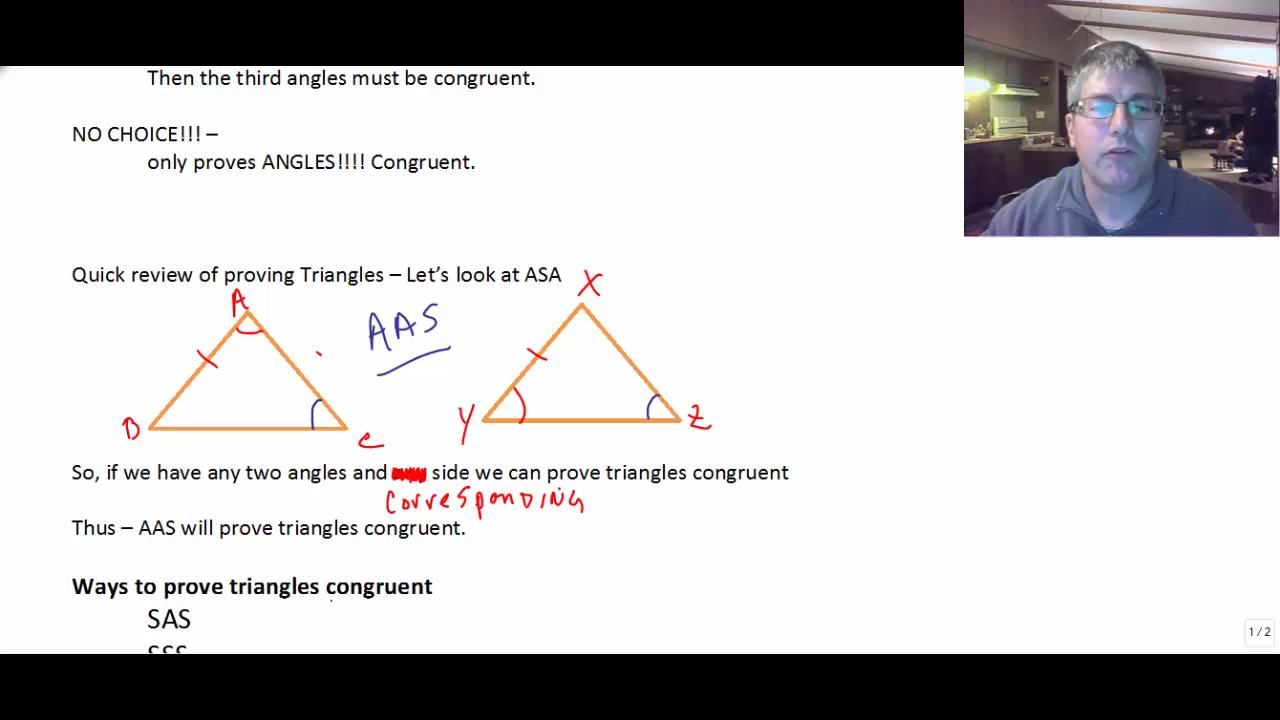 Then the third angles must be congruent.
NO CHOICE!!! –
only proves ANGLES!!!! Congruent.
Quick review of proving Triangles – Let's look at ASA
A
X
AAS
B
C
Y
Z
So, if we have any two angles and side we can prove triangles congruent
CorresponDING
Thus – AAS will prove triangles congruent.
Ways to prove triangles congruent
SAS
SSS
1 / 2